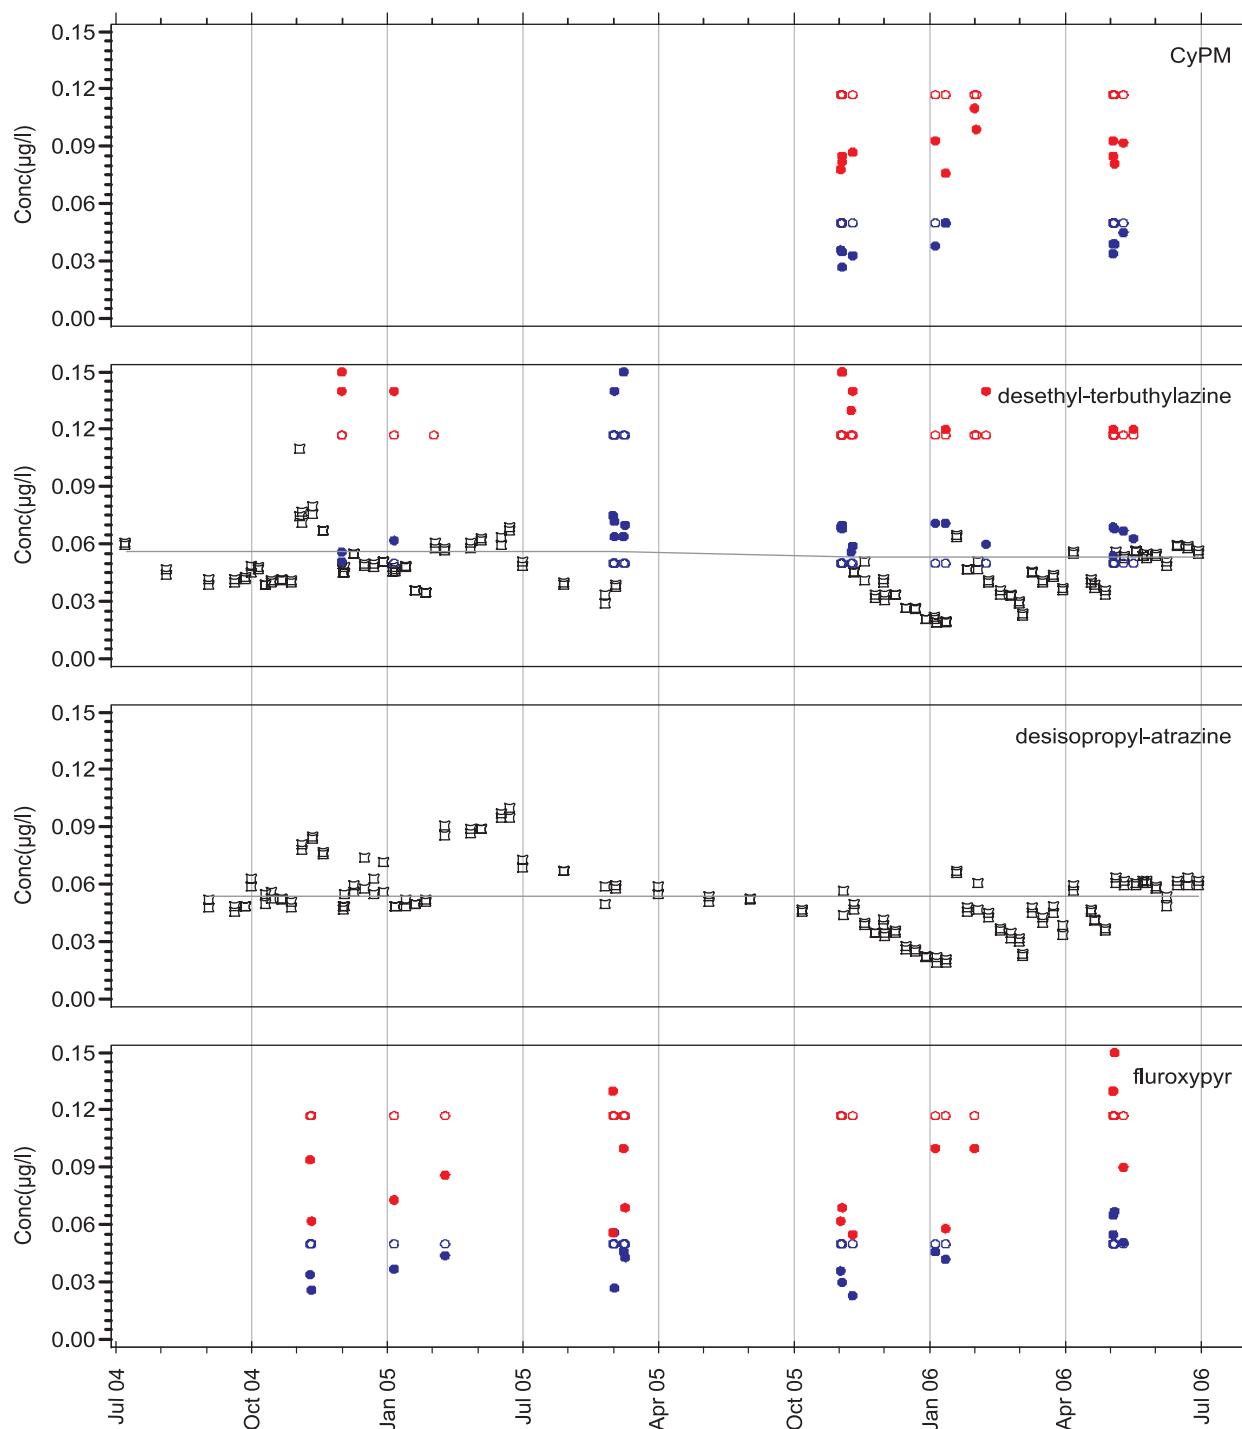 0.15
CyPM
0.12
0.09
Conc(µg/l)
0.06
0.03
0.00
0.15
desethyl-terbuthylazine
0.12
0.09
Conc(µg/l)
0.06
0.03
0.00
0.15
desisopropyl-atrazine
0.12
0.09
Conc(µg/l)
0.06
0.03
0.00
0.15
fluroxypyr
0.12
0.09
Conc(µg/l)
0.06
0.03
0.00
Jul 04
Oct 04
Jan 05
Jul 05
Apr 05
Oct 05
Jan 06
Apr 06
Jul 06